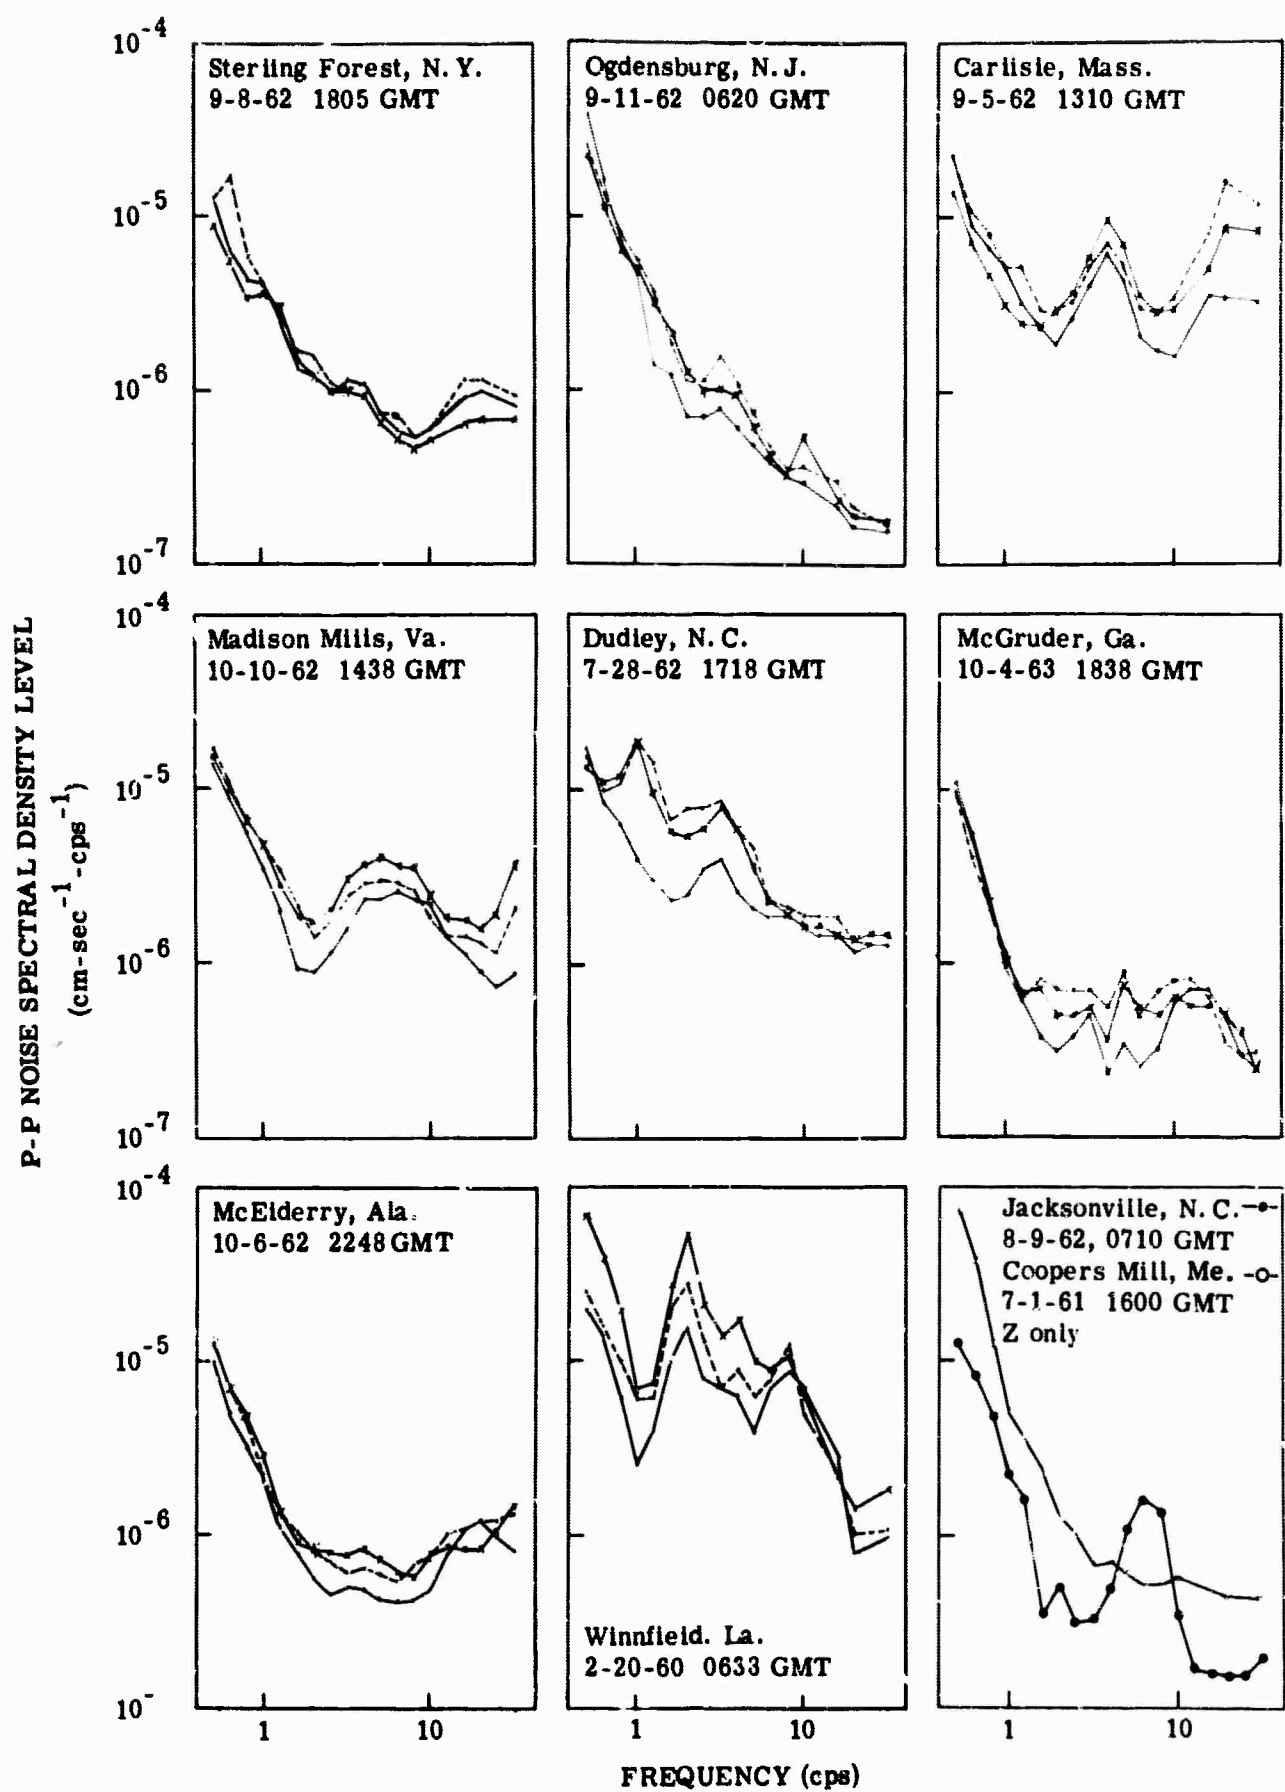 10-4
Sterling Forest, N. Y.
9-8-62 1805 GMT
Ogdensburg, N. J.
9-11-62 0620 GMT
Carlisle, Mass.
9-5-62 1310 GMT
10-5
10-6
10-7
10-4
Madison Mills, Va.
10-10-62 1438 GMT
Dudley, N. C.
7-28-62 1718 GMT
McGruder, Ga.
10-4-63 1838 GMT
10-5
10-6
10-7
P-P NOISE SPECTRAL DENSITY LEVEL
(cm-sec-1-cps-1)
10-4
McElderry, Ala.
10-6-62 2248 GMT
Jacksonville, N. C.
8-9-62, 0710 GMT
Coopers Mill, Me.
7-1-61 1600 GMT
Z only
10-5
10-6
Winnfield. La.
2-20-60 0633 GMT
10-
1 10 1 10 1 10
FREQUENCY (cps)